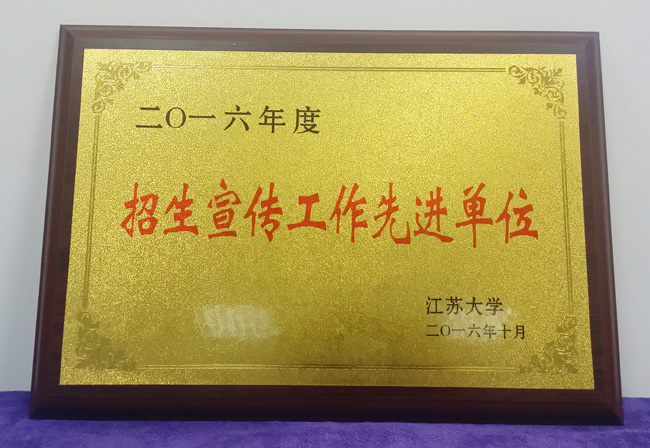 二〇一六年度
招生宣传工作先进单位
江苏大学
二〇一六年十月